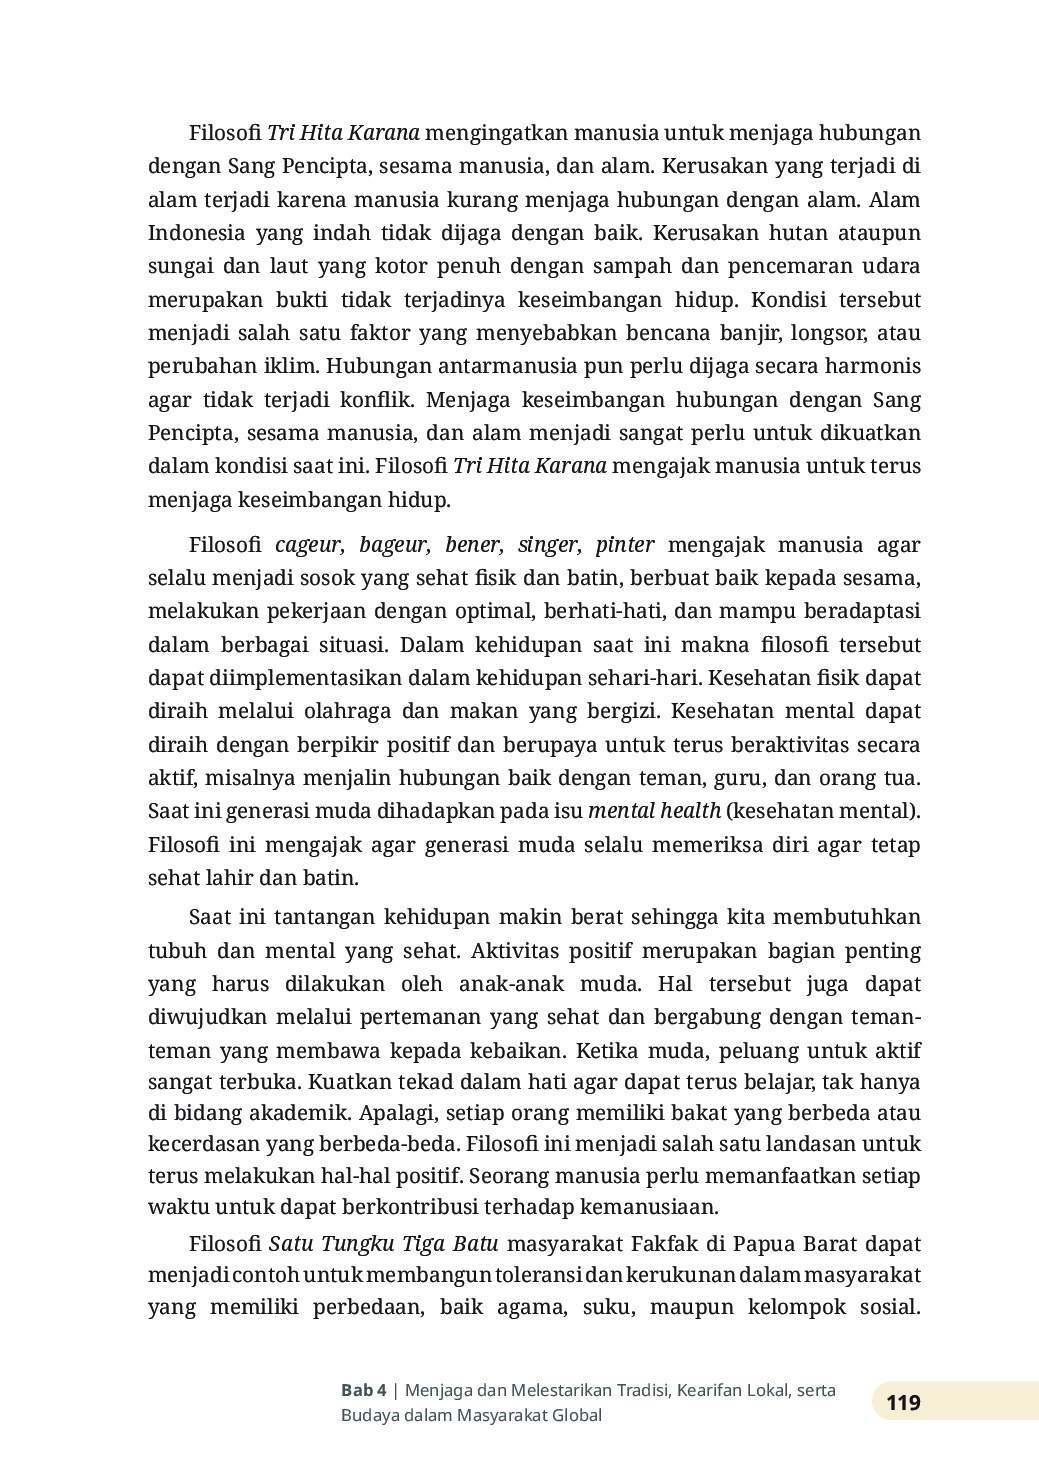 Filosofi Tri Hita Karana mengingatkan manusia untuk menjaga hubungan
dengan Sang Pencipta, sesama manusia, dan alam. Kerusakan yang terjadi di
alam terjadi karena manusia kurang menjaga hubungan dengan alam. Alam
Indonesia yang indah tidak dijaga dengan baik. Kerusakan hutan ataupun
sungai dan laut yang kotor penuh dengan sampah dan pencemaran udara
merupakan bukti tidak terjadinya keseimbangan hidup. Kondisi tersebut
menjadi salah satu faktor yang menyebabkan bencana banjir, longsor, atau
perubahan iklim. Hubungan antarmanusia pun perlu dijaga secara harmonis
agar tidak terjadi konflik. Menjaga keseimbangan hubungan dengan Sang
Pencipta, sesama manusia, dan alam menjadi sangat perlu untuk dikuatkan
dalam kondisi saat ini. Filosofi Tri Hita Karana mengajak manusia untuk terus
menjaga keseimbangan hidup.
Filosofi cageur, bageur, bener, singer, pinter mengajak manusia agar
selalu menjadi sosok yang sehat fisik dan batin, berbuat baik kepada sesama,
melakukan pekerjaan dengan optimal, berhati-hati, dan mampu beradaptasi
dalam berbagai situasi. Dalam kehidupan saat ini makna filosofi tersebut
dapat diimplementasikan dalam kehidupan sehari-hari. Kesehatan fisik dapat
diraih melalui olahraga dan makan yang bergizi. Kesehatan mental dapat
diraih dengan berpikir positif dan berupaya untuk terus beraktivitas secara
aktif, misalnya menjalin hubungan baik dengan teman, guru, dan orang tua.
Saat ini generasi muda dihadapkan pada isu mental health (kesehatan mental).
Filosofi ini mengajak agar generasi muda selalu memeriksa diri agar tetap
sehat lahir dan batin.
Saat ini tantangan kehidupan makin berat sehingga kita membutuhkan
tubuh dan mental yang sehat. Aktivitas positif merupakan bagian penting
yang harus dilakukan oleh anak-anak muda. Hal tersebut juga dapat
diwujudkan melalui pertemanan yang sehat dan bergabung dengan teman-
teman yang membawa kepada kebaikan. Ketika muda, peluang untuk aktif
sangat terbuka. Kuatkan tekad dalam hati agar dapat terus belajar, tak hanya
di bidang akademik. Apalagi, setiap orang memiliki bakat yang berbeda atau
kecerdasan yang berbeda-beda. Filosofi ini menjadi salah satu landasan untuk
terus melakukan hal-hal positif. Seorang manusia perlu memanfaatkan setiap
waktu untuk dapat berkontribusi terhadap kemanusiaan.
Filosofi Satu Tungku Tiga Batu masyarakat Fakfak di Papua Barat dapat
menjadi contoh untuk membangun toleransi dan kerukunan dalam masyarakat
yang memiliki perbedaan, baik agama, suku, maupun kelompok sosial.
Bab 4 | Menjaga dan Melestarikan Tradisi, Kearifan Lokal, serta
Budaya dalam Masyarakat Global
119